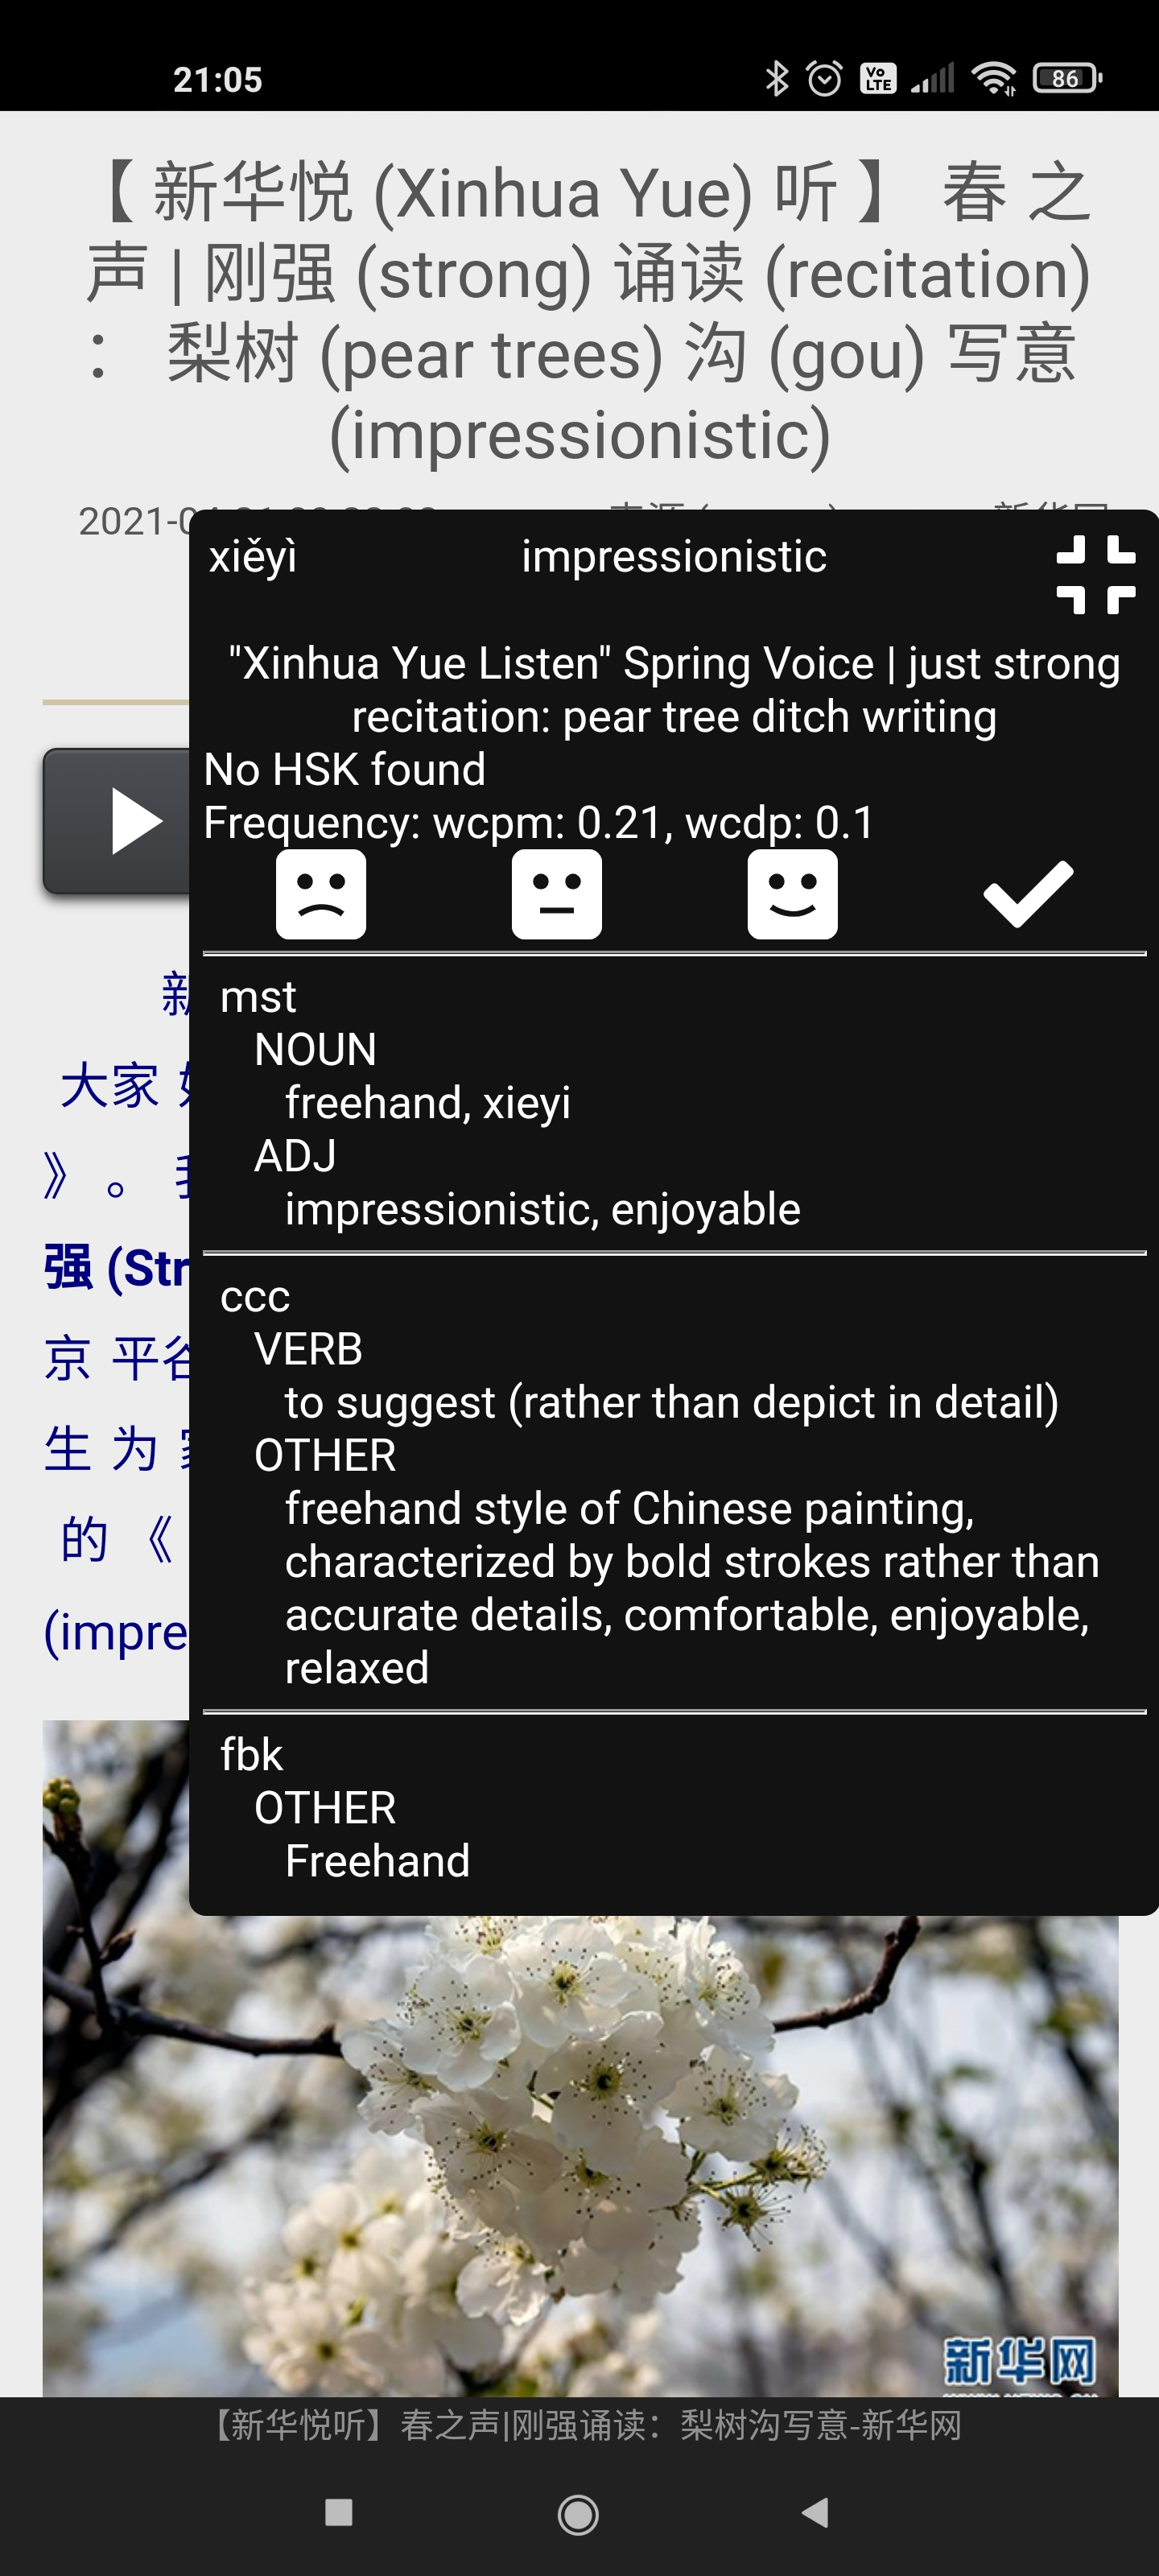 21:05
Vo LTE
86
【 新华悦 (Xinhua Yue) 听 】 春 之
声 | 刚强 (strong) 诵读 (recitation)
： 梨树 (pear trees) 沟 (gou) 写意
(impressionistic)
2021-0
xiěyì impressionistic
"Xinhua Yue Listen" Spring Voice | just strong
recitation: pear tree ditch writing
No HSK found
Frequency: wcpm: 0.21, wcdp: 0.1
mst
NOUN
freehand, xieyi
ADJ
impressionistic, enjoyable
ccc
VERB
to suggest (rather than depict in detail)
OTHER
freehand style of Chinese painting,
characterized by bold strokes rather than
accurate details, comfortable, enjoyable,
relaxed
fbk
OTHER
Freehand
新
大家
》 。
强 (Str
京 平谷
生 为
的 《
(impre
新华网
【新华悦听】春之声|刚强诵读：梨树沟写意-新华网